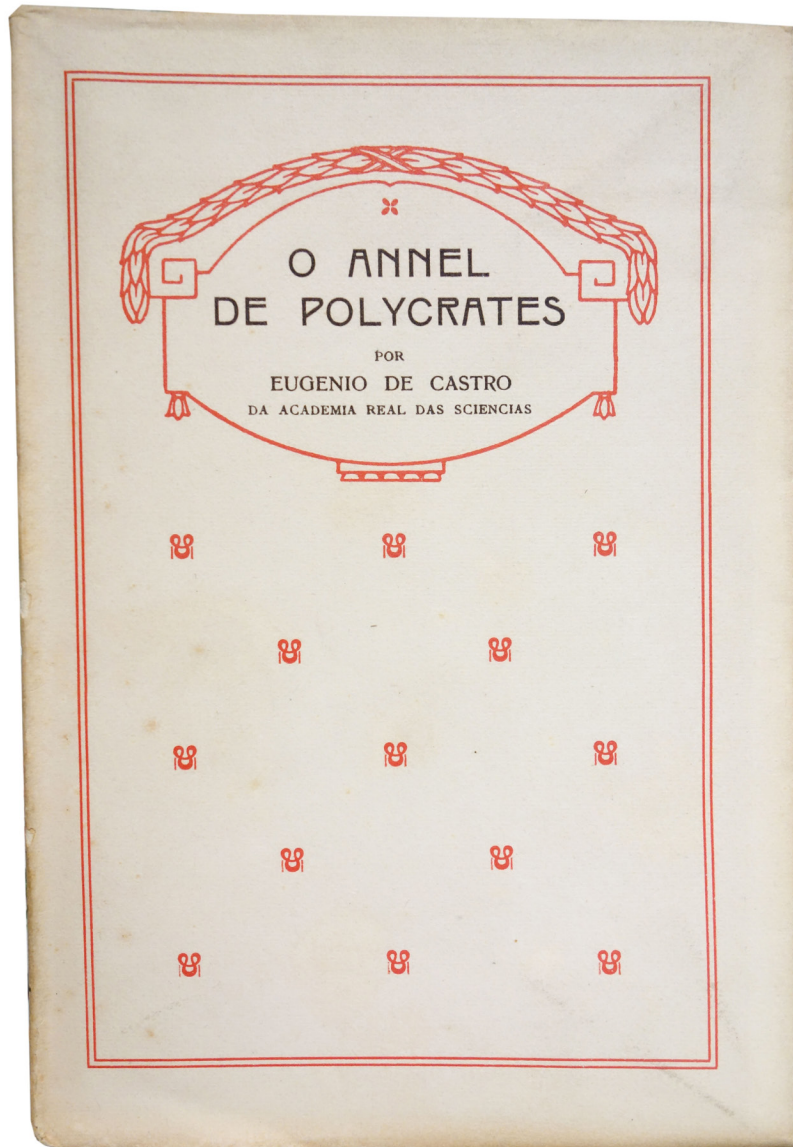 O ANNEL
DE POLYCRATES
POR
EUGENIO DE CASTRO
DA ACADEMIA REAL DAS SCIENCIAS